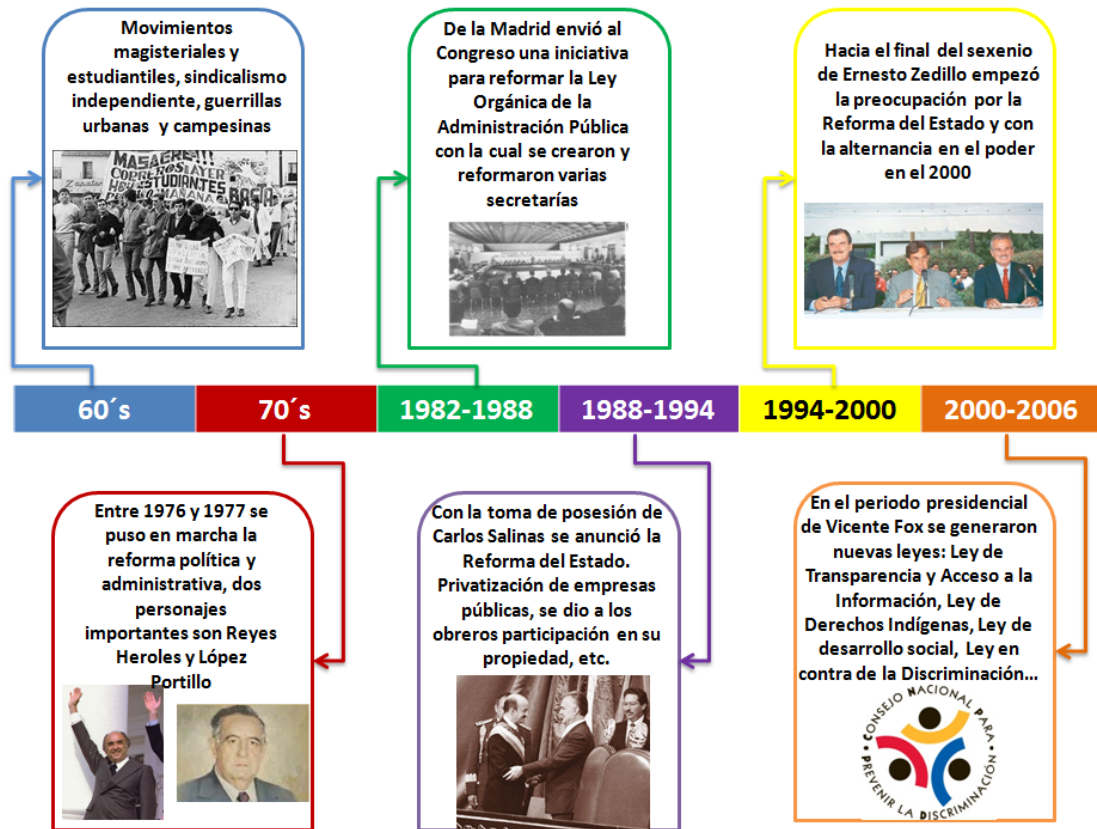 Movimientos
magisteriales y
estudiantiles, sindicalismo
independiente, guerrillas
urbanas y campesinas
MASACRE!!!
AYER
HOY ESTUDIANTES
MAÑANA
BASTA
De la Madrid envió al
Congreso una iniciativa
para reformar la Ley
Orgánica de la
Administración Pública
con la cual se crearon y
reformaron varias
secretarías
Hacia el final del sexenio
de Ernesto Zedillo empezó
la preocupación por la
Reforma del Estado y con
la alternancia en el poder
en el 2000
60´s
70´s
1982-1988
1988-1994
1994-2000
2000-2006
Entre 1976 y 1977 se
puso en marcha la
reforma política y
administrativa, dos
personajes
importantes son Reyes
Heroles y López
Portillo
Con la toma de posesión de
Carlos Salinas se anunció la
Reforma del Estado.
Privatización de empresas
públicas, se dio a los
obreros participación en su
propiedad, etc.
En el periodo presidencial
de Vicente Fox se generaron
nuevas leyes: Ley de
Transparencia y Acceso a la
Información, Ley de
Derechos Indígenas, Ley de
desarrollo social, Ley en
contra de la Discriminación...
CONSEJO NACIONAL PARA
PREVENIR LA DISCRIMINACIÓN